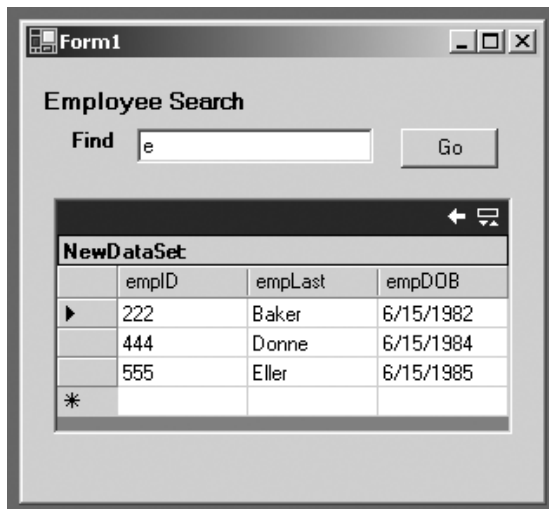 Form1
Employee Search
Find e Go
NewDataSet
empID empLast empDOB
222 Baker 6/15/1982
444 Donne 6/15/1984
555 Eller 6/15/1985